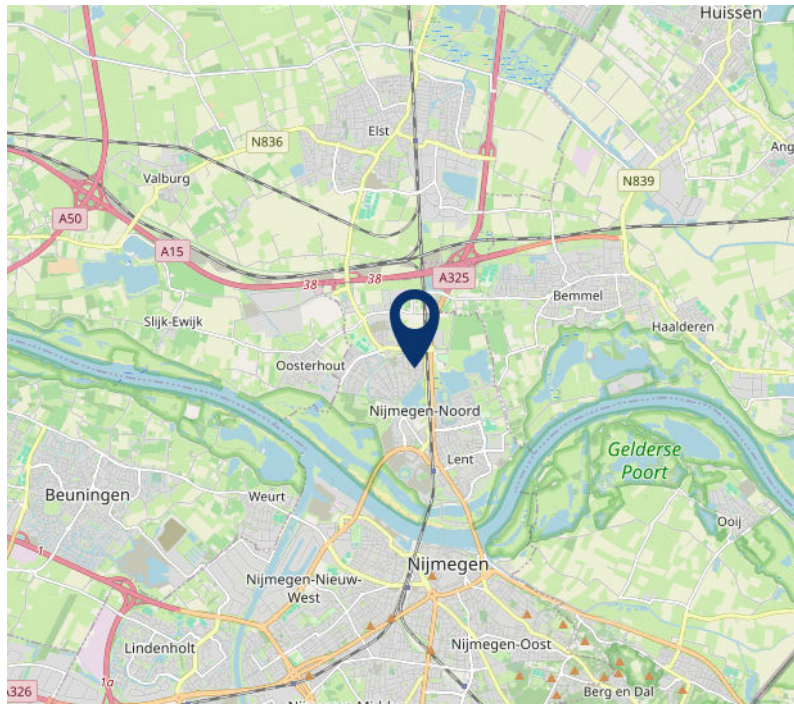 Huissen
Elst
N836
Ang
Valburg
N839
A50
A15
38
38
A325
Bemmel
Slijk-Ewijk
Haalderen
Oosterhout
Nijmegen-Noord
Lent
Gelderse
Poort
Beuningen
Weurt
Ooij
1
Nijmegen
Nijmegen-Nieuw-
West
Lindenholt
Nijmegen-Oost
1a
A326
Berg en Dal